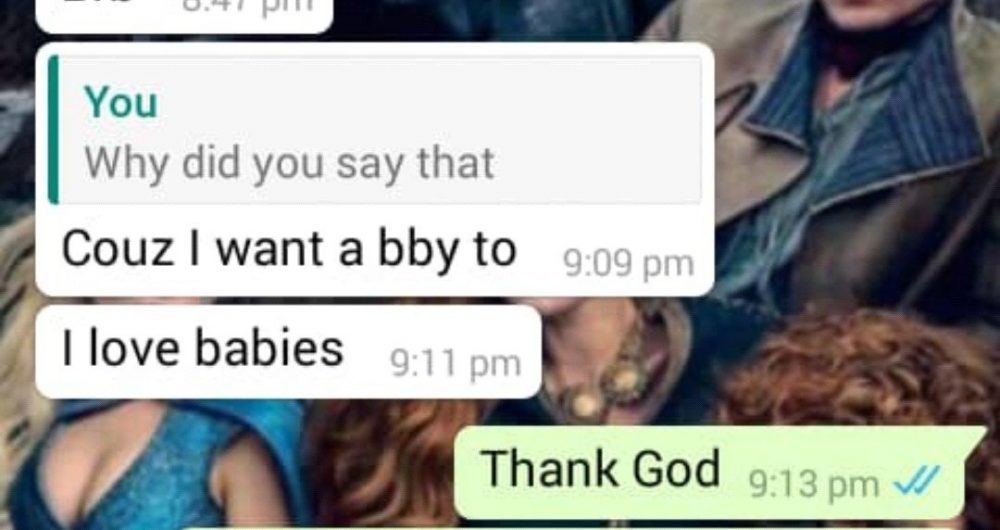 8:47 pm
You
Why did you say that
Couz I want a bby to 9:09 pm
I love babies 9:11 pm
Thank God 9:13 pm